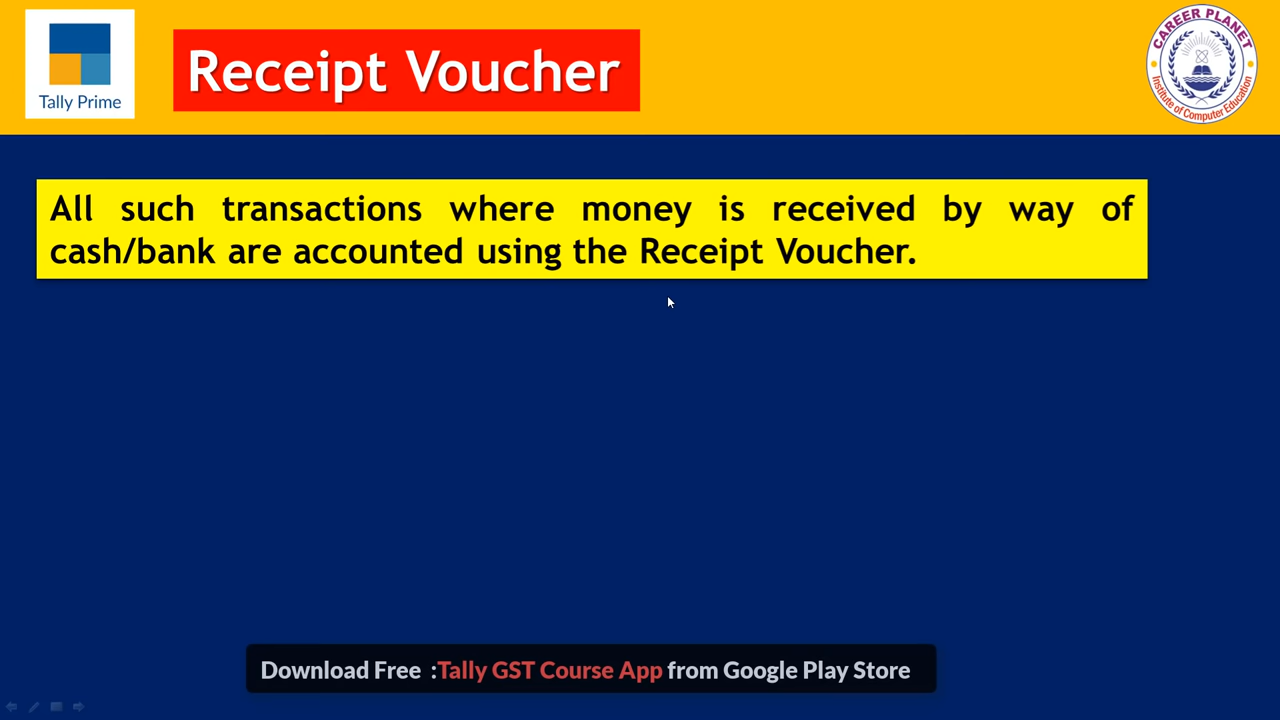 Tally Prime
Receipt Voucher
CAREER PLANET
Institute of Computer Education
All such transactions where money is received by way of
cash/bank are accounted using the Receipt Voucher.
Download Free :Tally GST Course App from Google Play Store